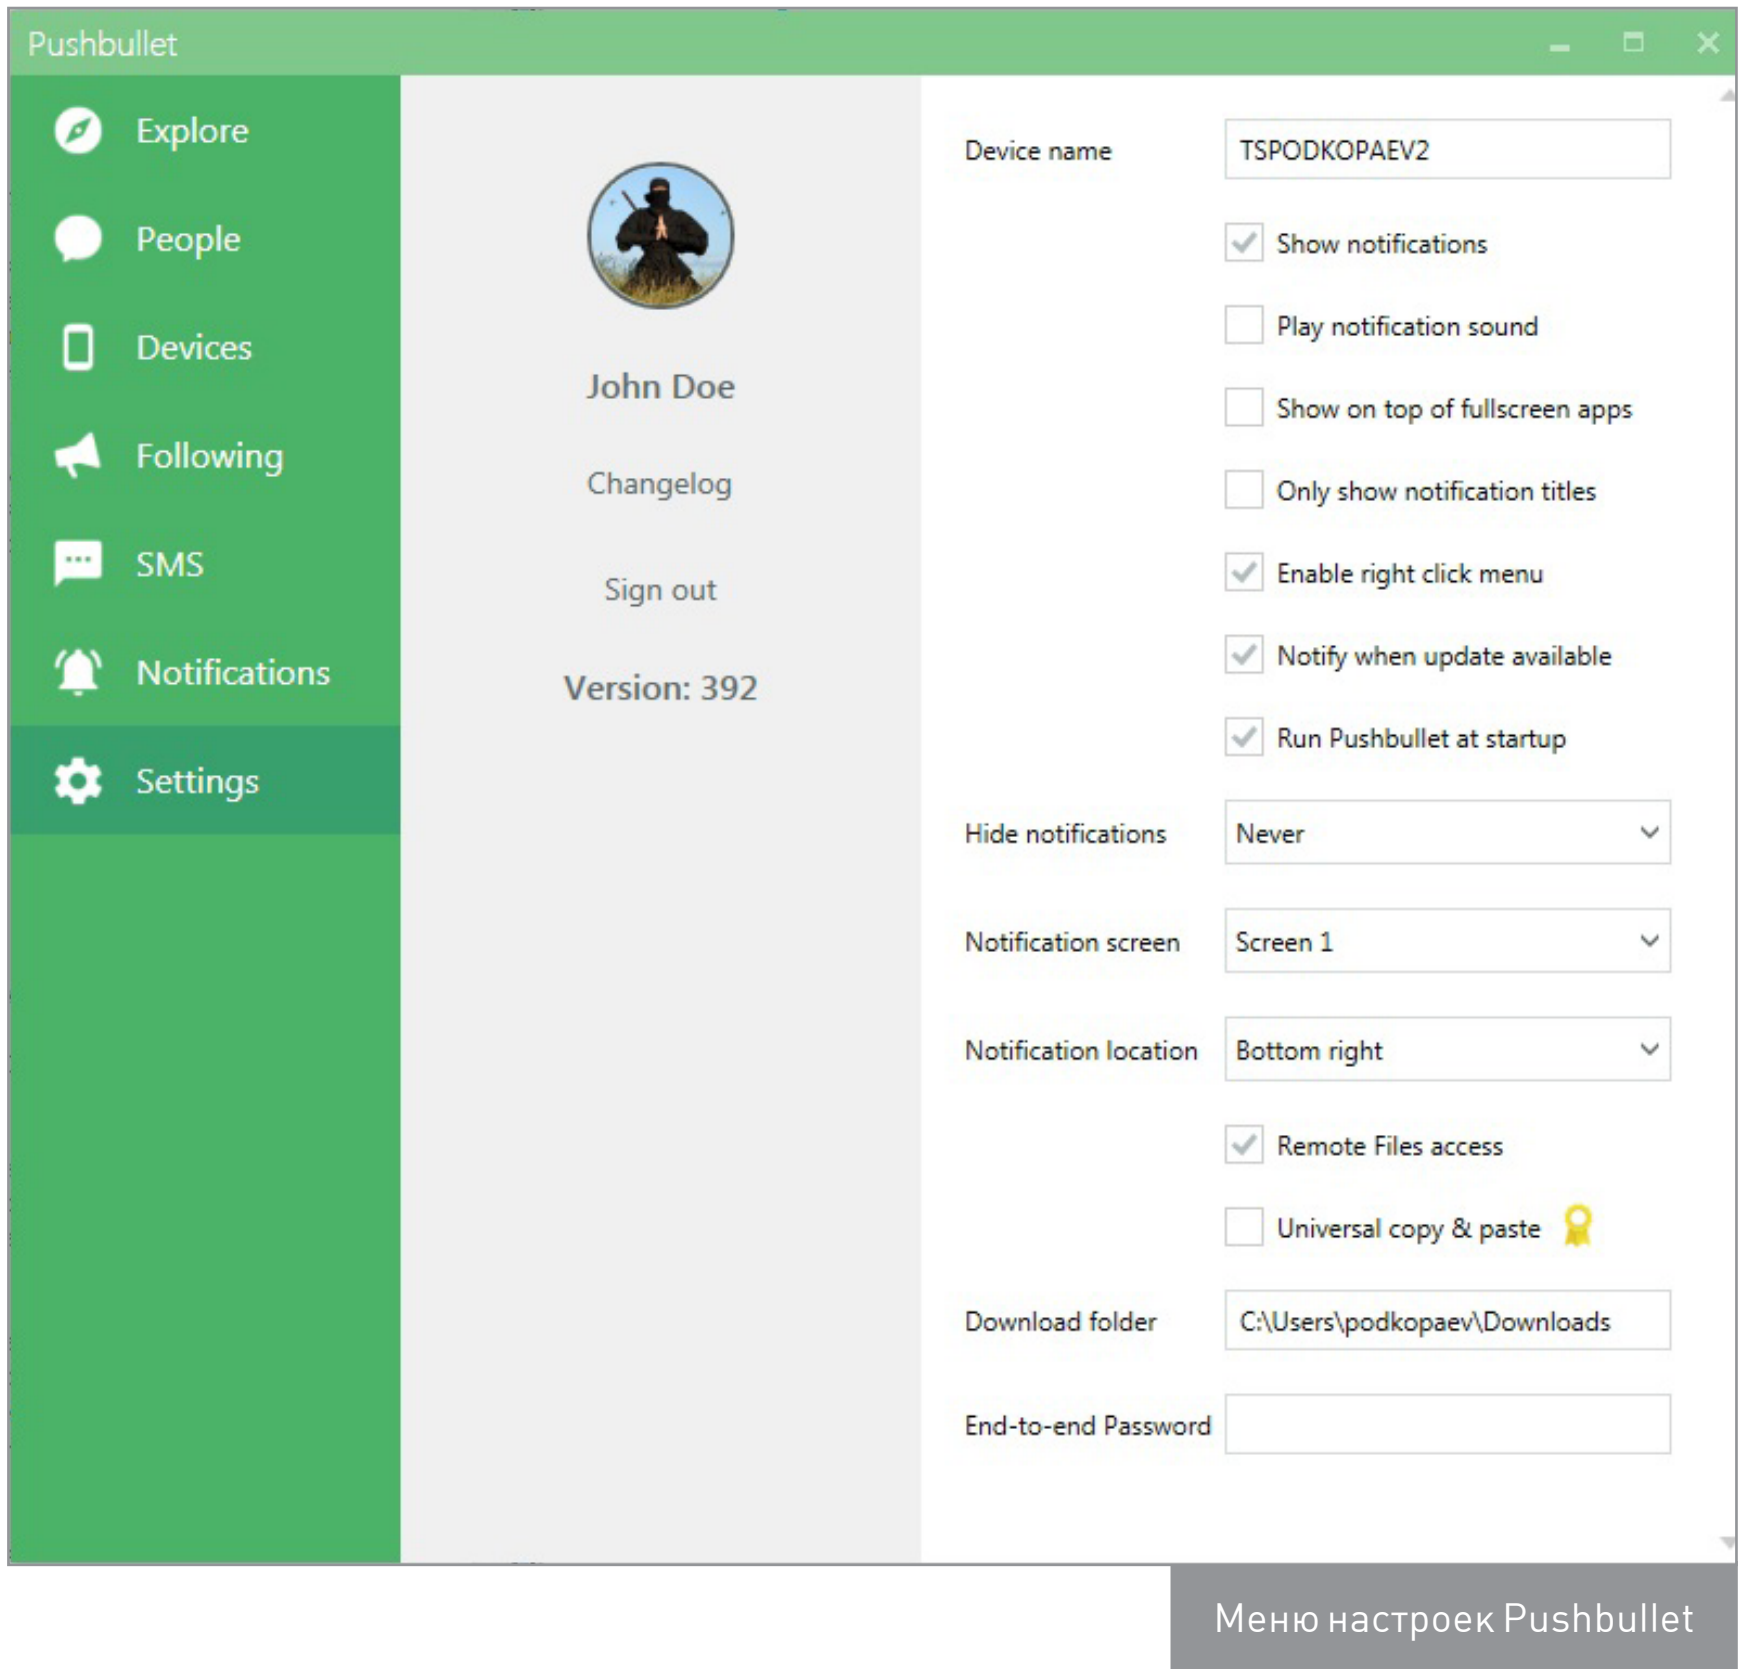 Pushbullet
Explore
People
Devices
Following
SMS
Notifications
Settings
John Doe
Changelog
Sign out
Version: 392
Device name
TSPODKOPAEV2
Show notifications
Play notification sound
Show on top of fullscreen apps
Only show notification titles
Enable right click menu
Notify when update available
Run Pushbullet at startup
Hide notifications
Never
Notification screen
Screen 1
Notification location
Bottom right
Remote Files access
Universal copy & paste
Download folder
C:\Users\podkopaev\Downloads
End-to-end Password
Меню настроек Pushbullet